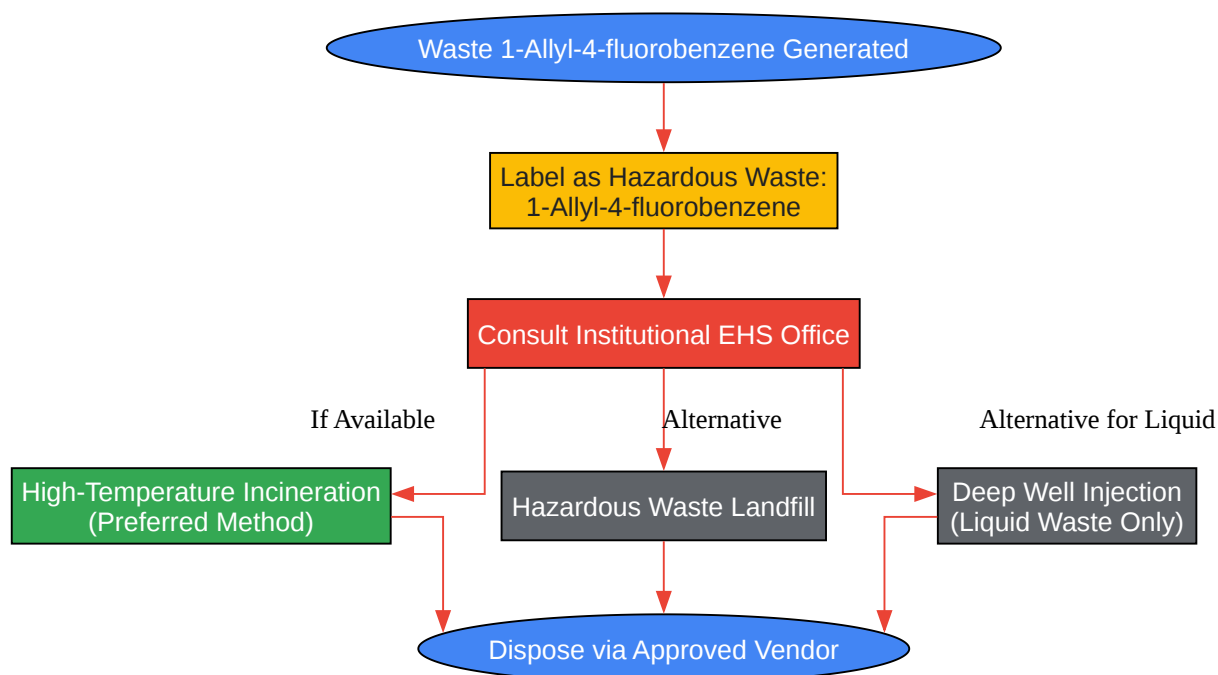 Waste 1-Allyl-4-fluorobenzene Generated
Label as Hazardous Waste:
1-Allyl-4-fluorobenzene
Consult Institutional EHS Office
If Available
Alternative
Alternative for Liquid
High-Temperature Incineration
(Preferred Method)
Hazardous Waste Landfill
Deep Well Injection
(Liquid Waste Only)
Dispose via Approved Vendor